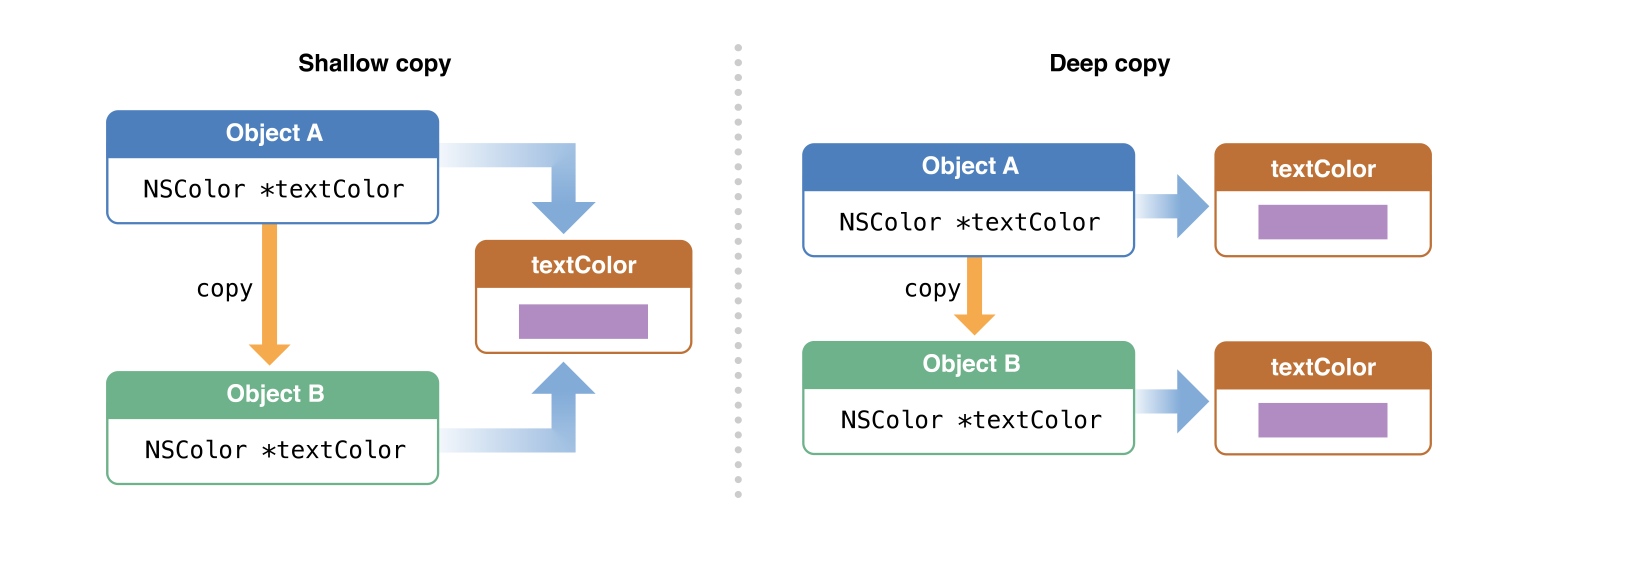 Shallow copy
Object A
NSColor *textColor
copy
textColor
Object B
NSColor *textColor
Deep copy
Object A
NSColor *textColor
textColor
copy
Object B
NSColor *textColor
textColor